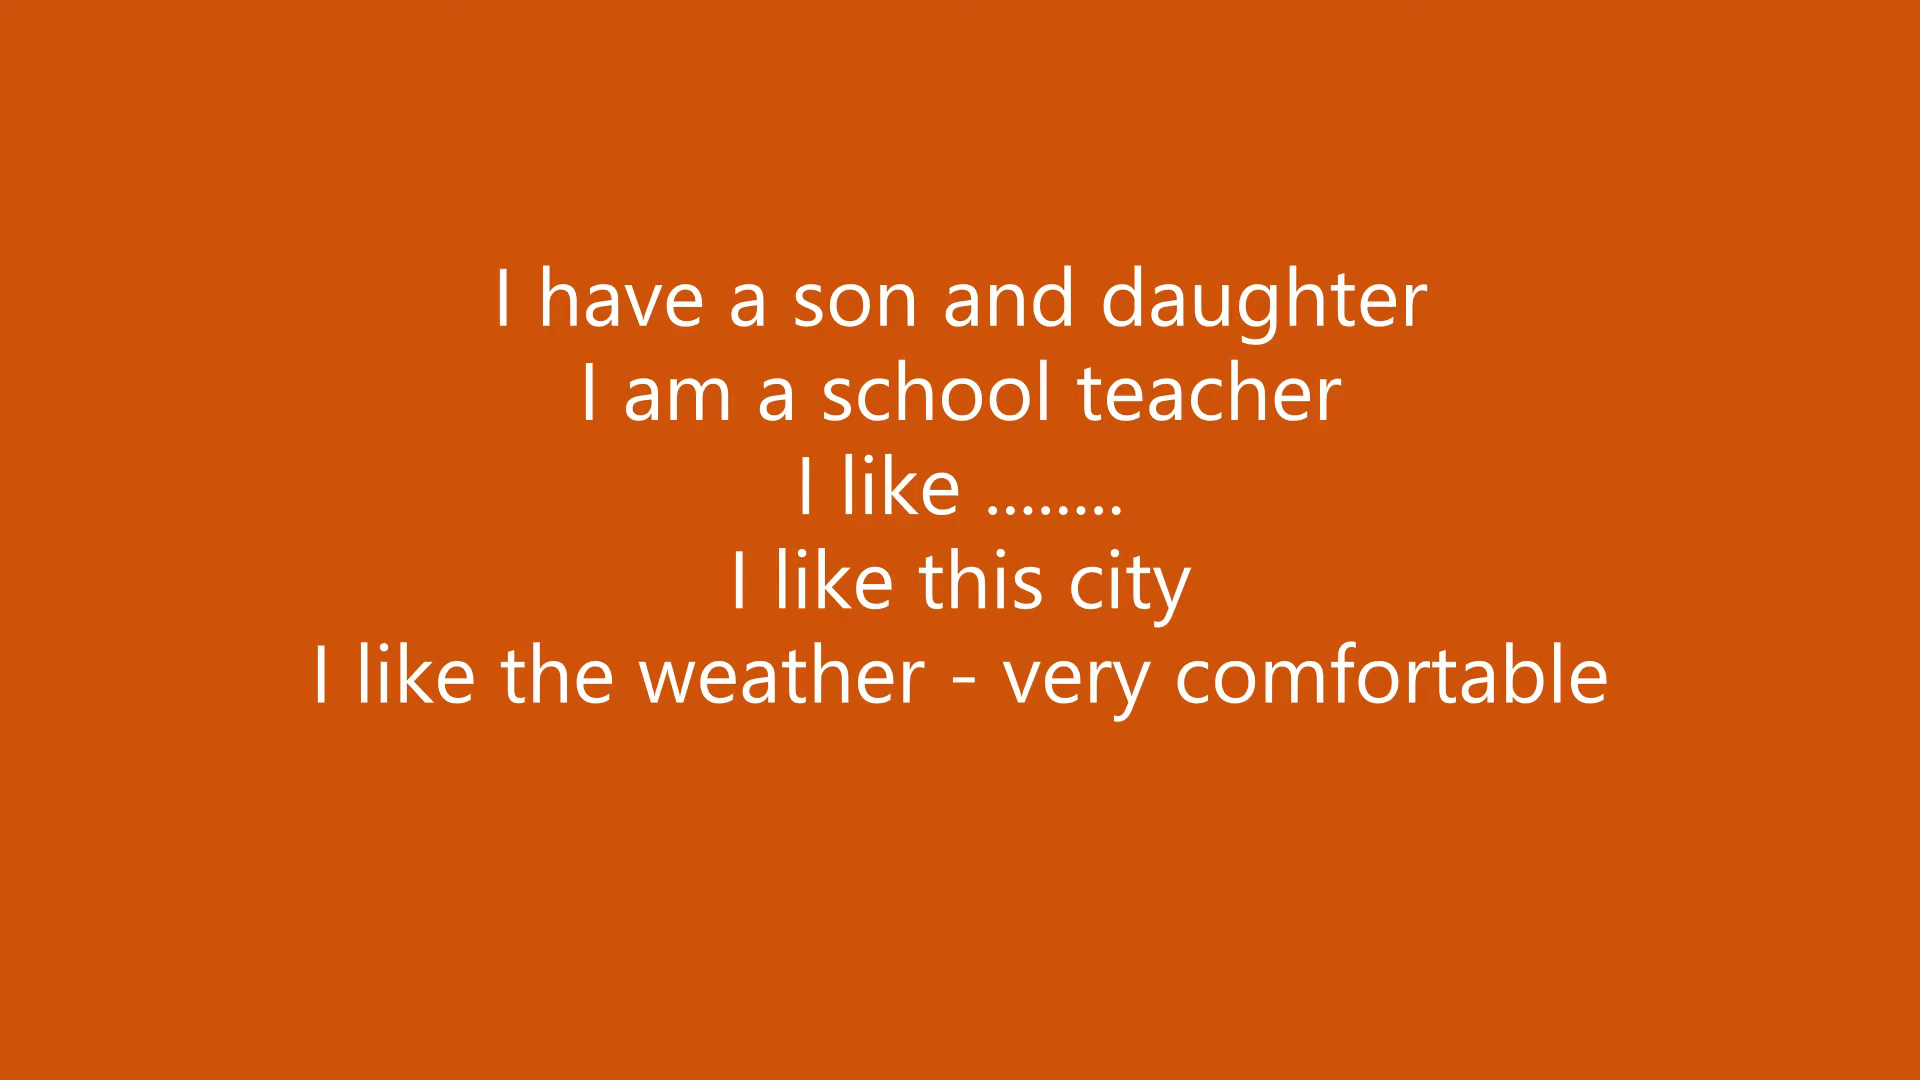 I have a son and daughter
I am a school teacher
I like ........
I like this city
I like the weather - very comfortable